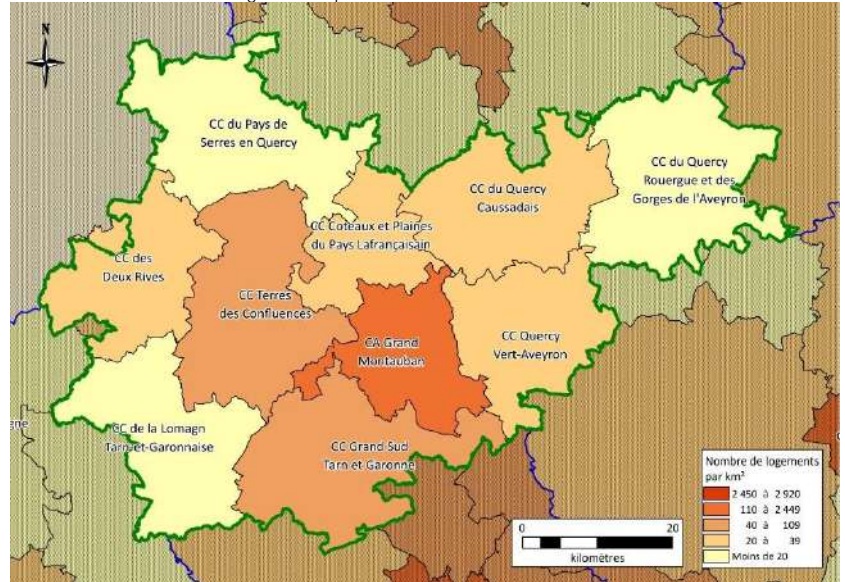 N
CC du Pays de
Serres en Quercy
CC du Quercy
Rouergue et des
Gorges de l'Aveyron
CC du Quercy
Caussadais
CC Coteaux et Plaines
du Pays Lafrançaisain
CC des
Deux Rives
CC Terres
des Confluences
CA Grand
Montauban
CC Quercy
Vert-Aveyron
CC de la Lomagn
Tarn-et-Garonnaise
CC Grand Sud
Tarn et Garonne
gne
Nombre de logements
par km²
2 450 à 2 920
110 à 2 449
40 à 109
20 à 39
Moins de 20
0 20
kilomètres